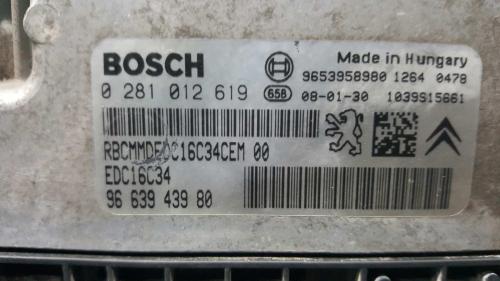 BOSCH
Made in Hungary
9653958980 1264 0478
0 281 012 619 658 08-01-30 1039S15661
RBCMMDEDC16C34CEM 00
EDC16C34
96 639 439 80